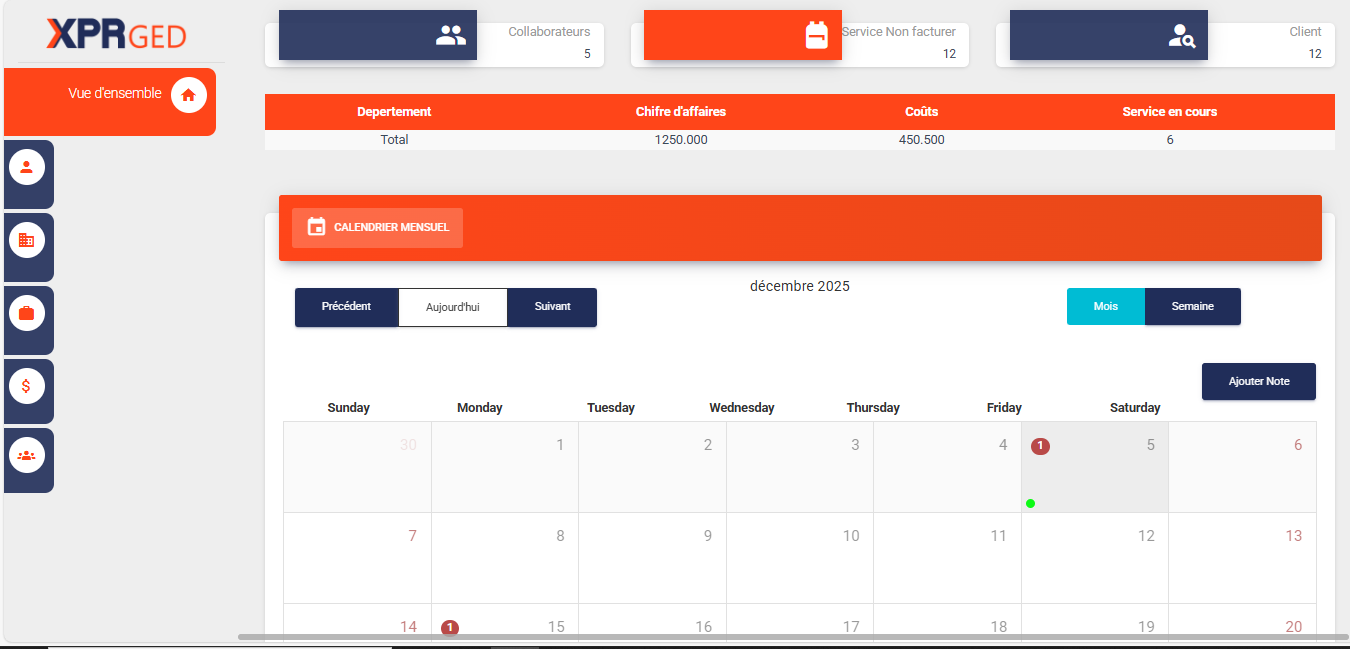 XPRGED
Collaborateurs
5
Service Non facturer
12
Client
12
Vue d'ensemble
Depertement Chifre d'affaires Coûts Service en cours
Total 1250.000 450.500 6
CALENDRIER MENSUEL
décembre 2025
Précédent Aujourd'hui Suivant
Mois Semaine
Ajouter Note
Sunday Monday Tuesday Wednesday Thursday Friday Saturday
30 1 2 3 4 1 5 6
7 8 9 10 11 12 13
14 1 15 16 17 18 19 20